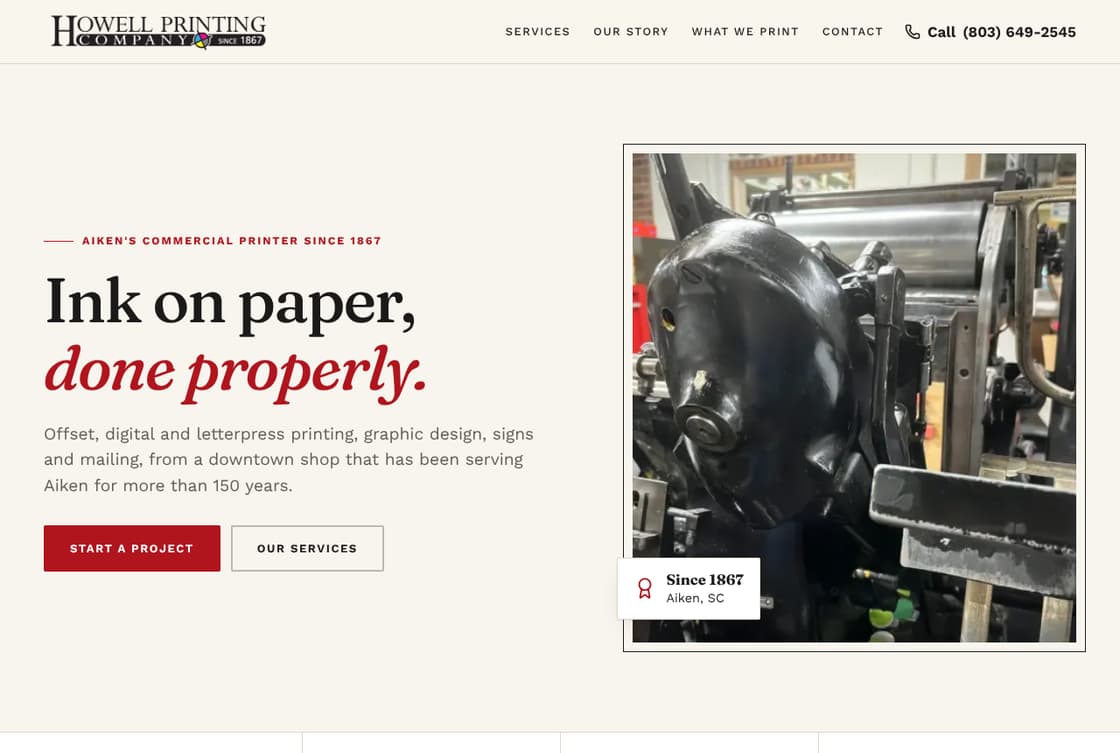 HOWELL PRINTING
COMPANY SINCE 1867
SERVICES
OUR STORY
WHAT WE PRINT
CONTACT
Call (803) 649-2545
AIKEN'S COMMERCIAL PRINTER SINCE 1867
Ink on paper,
done properly.
Offset, digital and letterpress printing, graphic design, signs
and mailing, from a downtown shop that has been serving
Aiken for more than 150 years.
START A PROJECT
OUR SERVICES
Since 1867
Aiken, SC